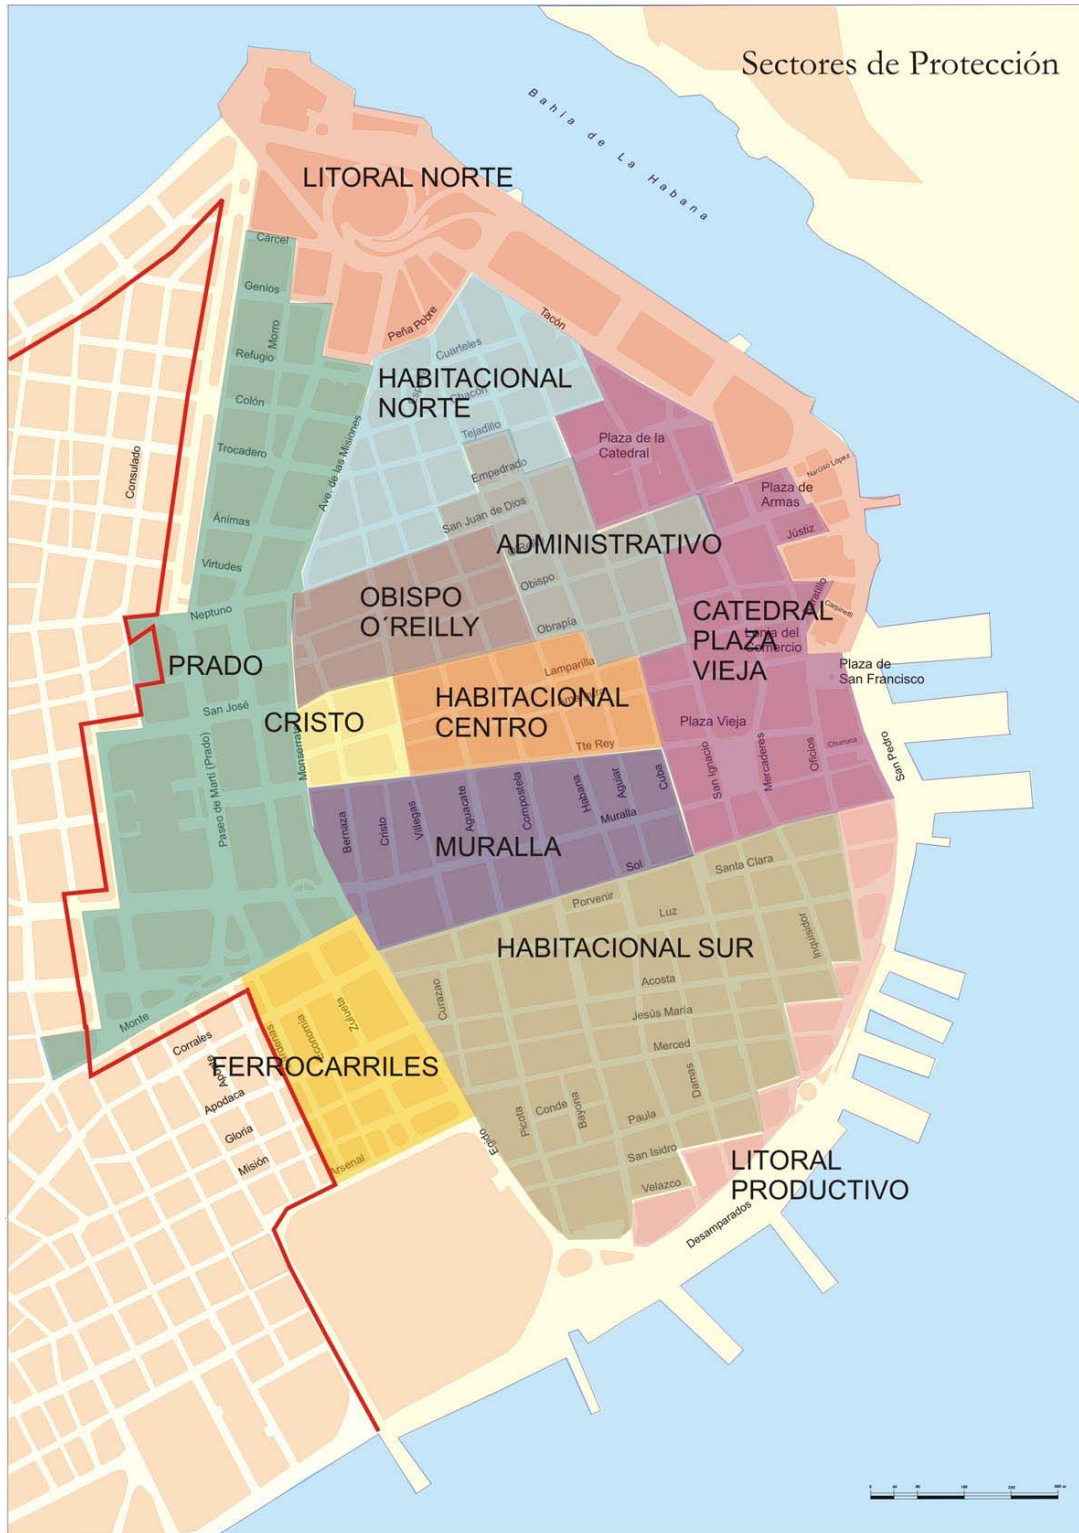 Sectores de Protección
Bahía de La Habana
LITORAL NORTE
Cárcel
Genios
Morro
Peña Pobre
Tacón
Refugio
Cuarteles
HABITACIONAL
NORTE
Chacón
Colón
Tejadillo
Trocadero
Ave. de las Misiones
Consulado
Plaza de la
Catedral
Empedrado
Narciso López
Plaza de
Armas
Ánimas
San Juan de Dios
Jústiz
ADMINISTRATIVO
Virtudes
Obispo
OBISPO
O´REILLY
Neptuno
Obrapía
CATEDRAL
PLAZA
VIEJA
Carpinetti
Lonja del
Comercio
PRADO
Lamparilla
Plaza de
San Francisco
HABITACIONAL
CENTRO
San José
CRISTO
Plaza Vieja
Tte Rey
Churruca
San Pedro
Monserrate
Paseo de Martí (Prado)
San Ignacio
Mercaderes
Oficios
Bernaza
Cristo
Villegas
Aguacate
Compostela
Habana
Aguiar
Cuba
Muralla
MURALLA
Sol
Santa Clara
Porvenir
Luz
Inquisidor
HABITACIONAL SUR
Curazao
Acosta
Zulueta
Jesús María
Monte
Economía
Corrales
Merced
FERROCARRILES
Damas
Apodaca
Picota
Conde
Bayona
Paula
Gloria
Egido
San Isidro
Misión
Arsenal
LITORAL
PRODUCTIVO
Velazco
Desamparados